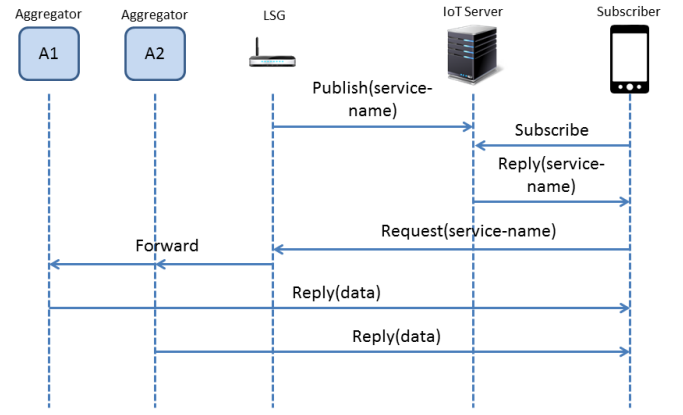 Aggregator
Aggregator
LSG
IoT Server
Subscriber
A1
A2
Publish(service-
name)
Subscribe
Reply(service-
name)
Request(service-name)
Forward
Reply(data)
Reply(data)